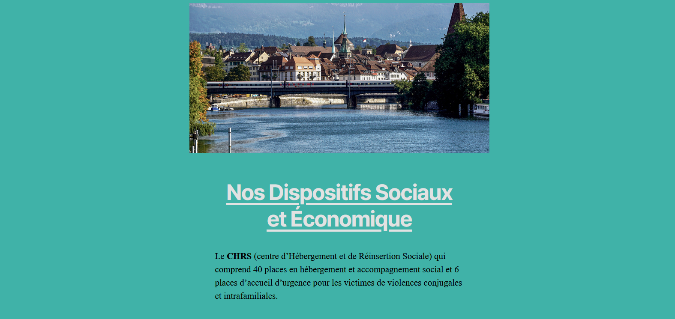 Nos Dispositifs Sociaux
et Économique
Le CHRS (centre d’Hébergement et de Réinsertion Sociale) qui
comprend 40 places en hébergement et accompagnement social et 6
places d’accueil d’urgence pour les victimes de violences conjugales
et intrafamiliales.